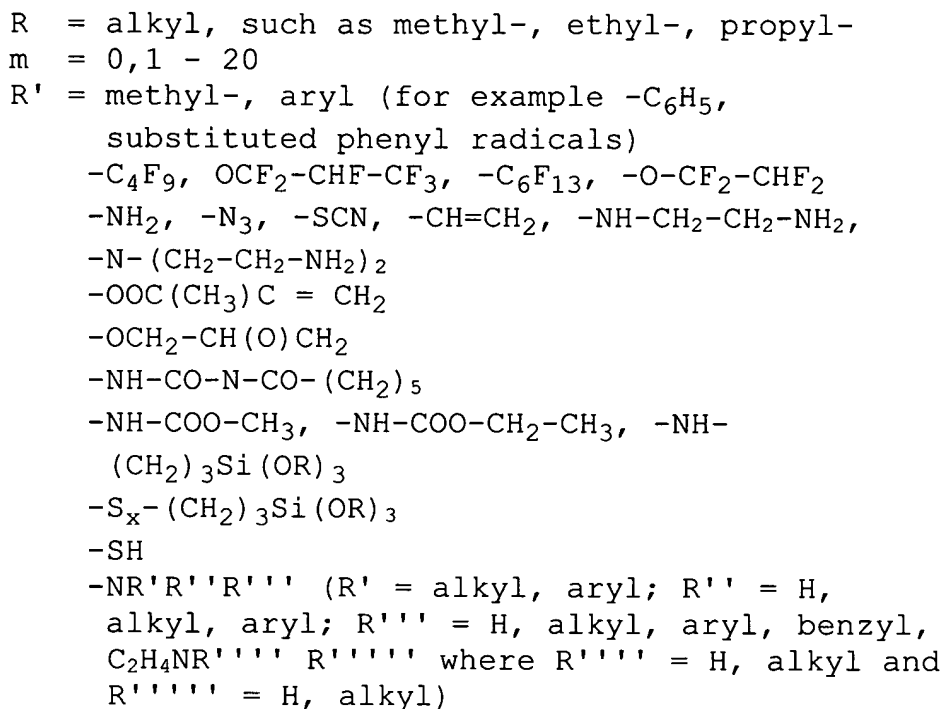 R = alkyl, such as methyl-, ethyl-, propyl-
m = 0,1 - 20
R' = methyl-, aryl (for example -C₆H₅,
substituted phenyl radicals)
-C₄F₉, OCF₂-CHF-CF₃, -C₆F₁₃, -O-CF₂-CHF₂
-NH₂, -N₃, -SCN, -CH=CH₂, -NH-CH₂-CH₂-NH₂,
-N-(CH₂-CH₂-NH₂)₂
-OOC(CH₃)C = CH₂
-OCH₂-CH(O)CH₂
-NH-CO-N-CO-(CH₂)₅
-NH-COO-CH₃, -NH-COO-CH₂-CH₃, -NH-
(CH₂)₃Si(OR)₃
-Sₓ-(CH₂)₃Si(OR)₃
-SH
-NR'R''R''' (R' = alkyl, aryl; R'' = H,
alkyl, aryl; R''' = H, alkyl, aryl, benzyl,
C₂H₄NR'''' R''''' where R'''' = H, alkyl and
R''''' = H, alkyl)